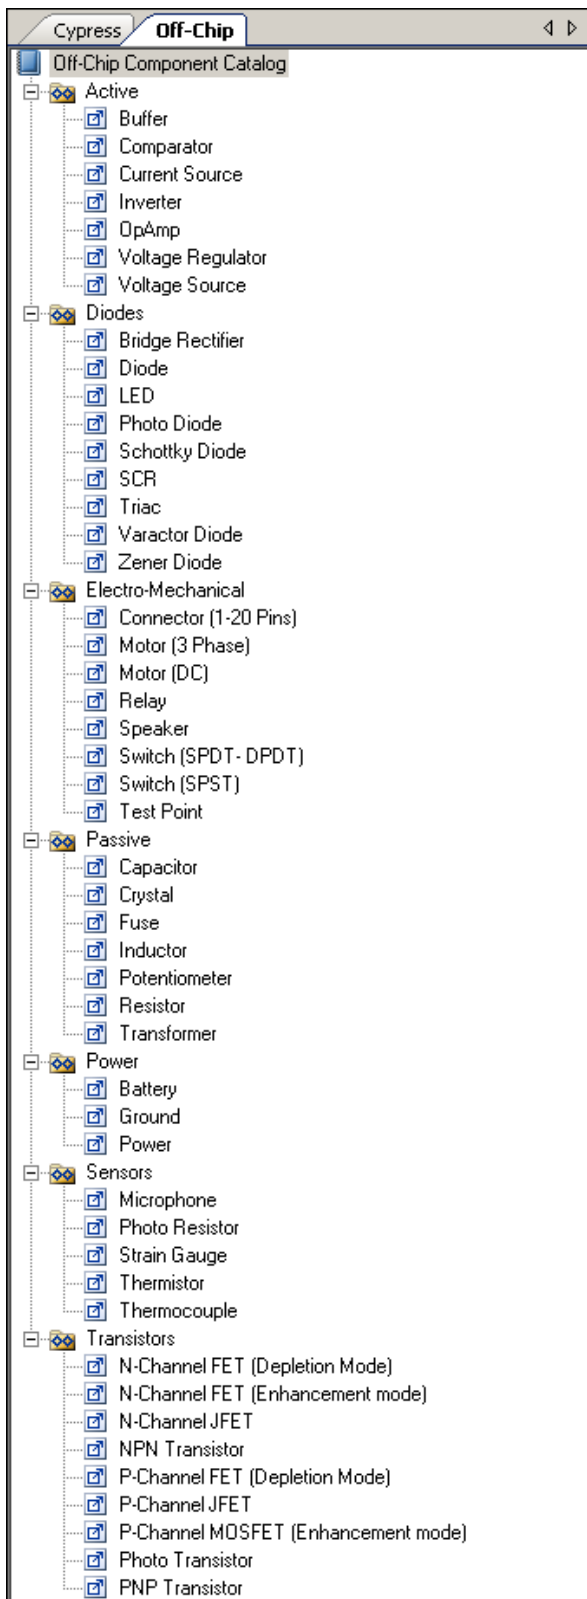 Cypress Off-Chip
Off-Chip Component Catalog
Active
Buffer
Comparator
Current Source
Inverter
OpAmp
Voltage Regulator
Voltage Source
Diodes
Bridge Rectifier
Diode
LED
Photo Diode
Schottky Diode
SCR
Triac
Varactor Diode
Zener Diode
Electro-Mechanical
Connector (1-20 Pins)
Motor (3 Phase)
Motor (DC)
Relay
Speaker
Switch (SPDT- DPDT)
Switch (SPST)
Test Point
Passive
Capacitor
Crystal
Fuse
Inductor
Potentiometer
Resistor
Transformer
Power
Battery
Ground
Power
Sensors
Microphone
Photo Resistor
Strain Gauge
Thermistor
Thermocouple
Transistors
N-Channel FET (Depletion Mode)
N-Channel FET (Enhancement mode)
N-Channel JFET
NPN Transistor
P-Channel FET (Depletion Mode)
P-Channel JFET
P-Channel MOSFET (Enhancement mode)
Photo Transistor
PNP Transistor